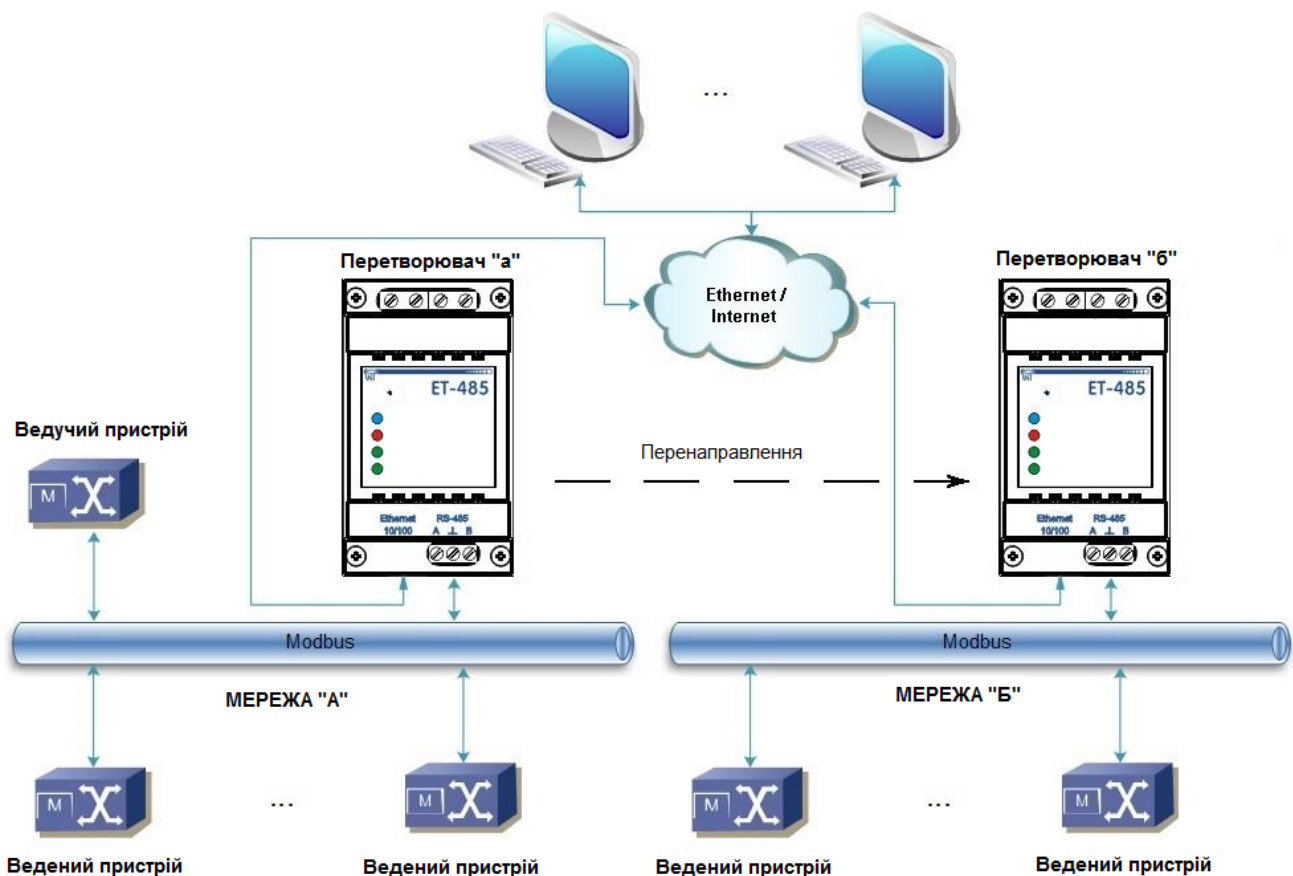 ...
Перетворювач "а"
Перетворювач "б"
Ethernet /
Internet
ET-485
ET-485
Ведучий пристрій
M
Перенаправлення
Ethernet RS-485
10/100 A ⊥ B
Ethernet RS-485
10/100 A ⊥ B
Modbus
Modbus
МЕРЕЖА "А"
МЕРЕЖА "Б"
M
...
M
M
...
M
Ведений пристрій
Ведений пристрій
Ведений пристрій
Ведений пристрій